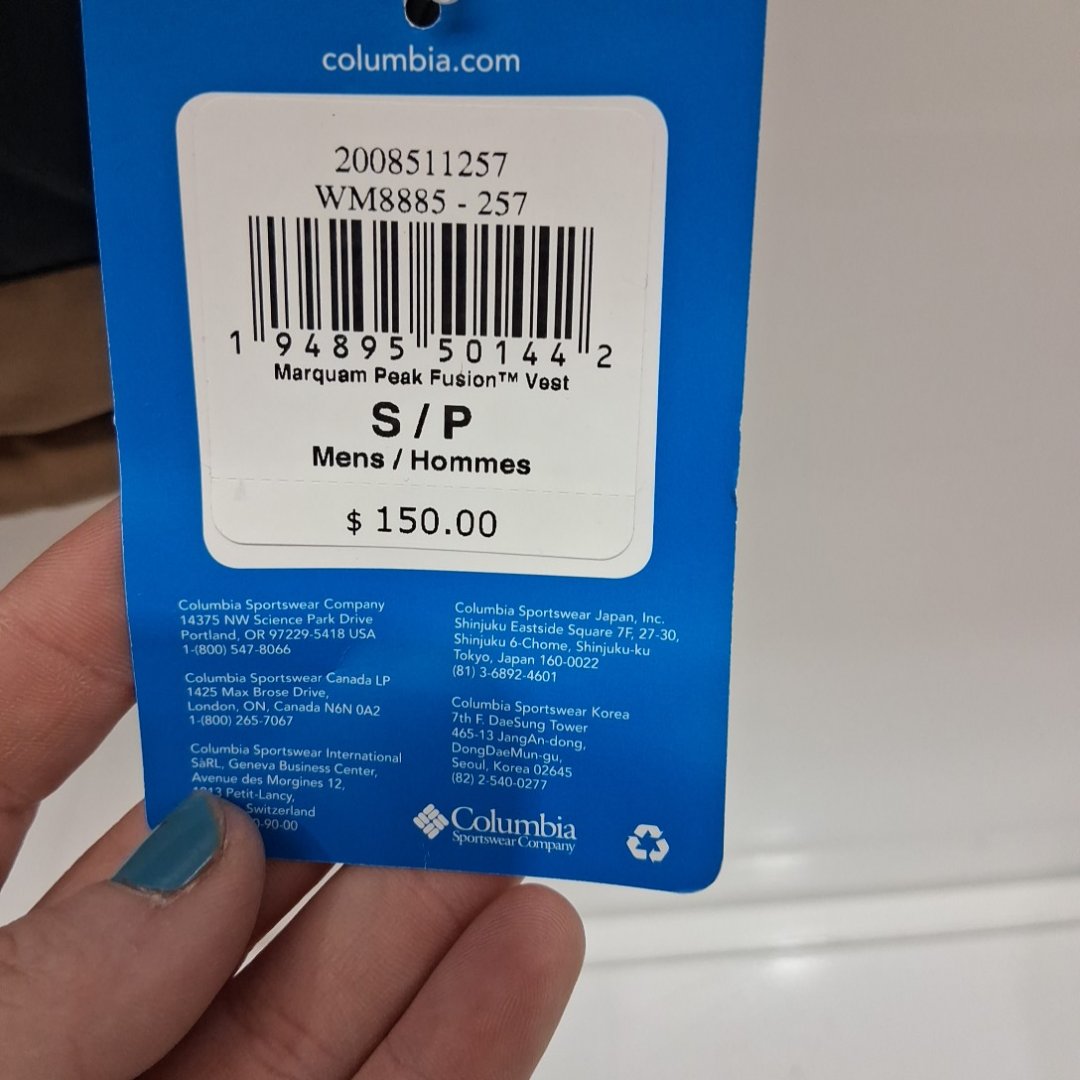 columbia.com
2008511257
WM8885 - 257
1 94895 50144 2
Marquam Peak Fusion™ Vest
S / P
Mens / Hommes
$ 150.00
Columbia Sportswear Company
14375 NW Science Park Drive
Portland, OR 97229-5418 USA
1-(800) 547-8066
Columbia Sportswear Canada LP
1425 Max Brose Drive,
London, ON, Canada N6N 0A2
1-(800) 265-7067
Columbia Sportswear International
SàRL, Geneva Business Center,
Avenue des Morgines 12,
Petit-Lancy,
Switzerland
0-90-00
Columbia Sportswear Japan, Inc.
Shinjuku Eastside Square 7F, 27-30,
Shinjuku 6-Chome, Shinjuku-ku
Tokyo, Japan 160-0022
(81) 3-6892-4601
Columbia Sportswear Korea
7th F. DaeSung Tower
465-13 JangAn-dong,
DongDaeMun-gu,
Seoul, Korea 02645
(82) 2-540-0277
Columbia
Sportswear Company